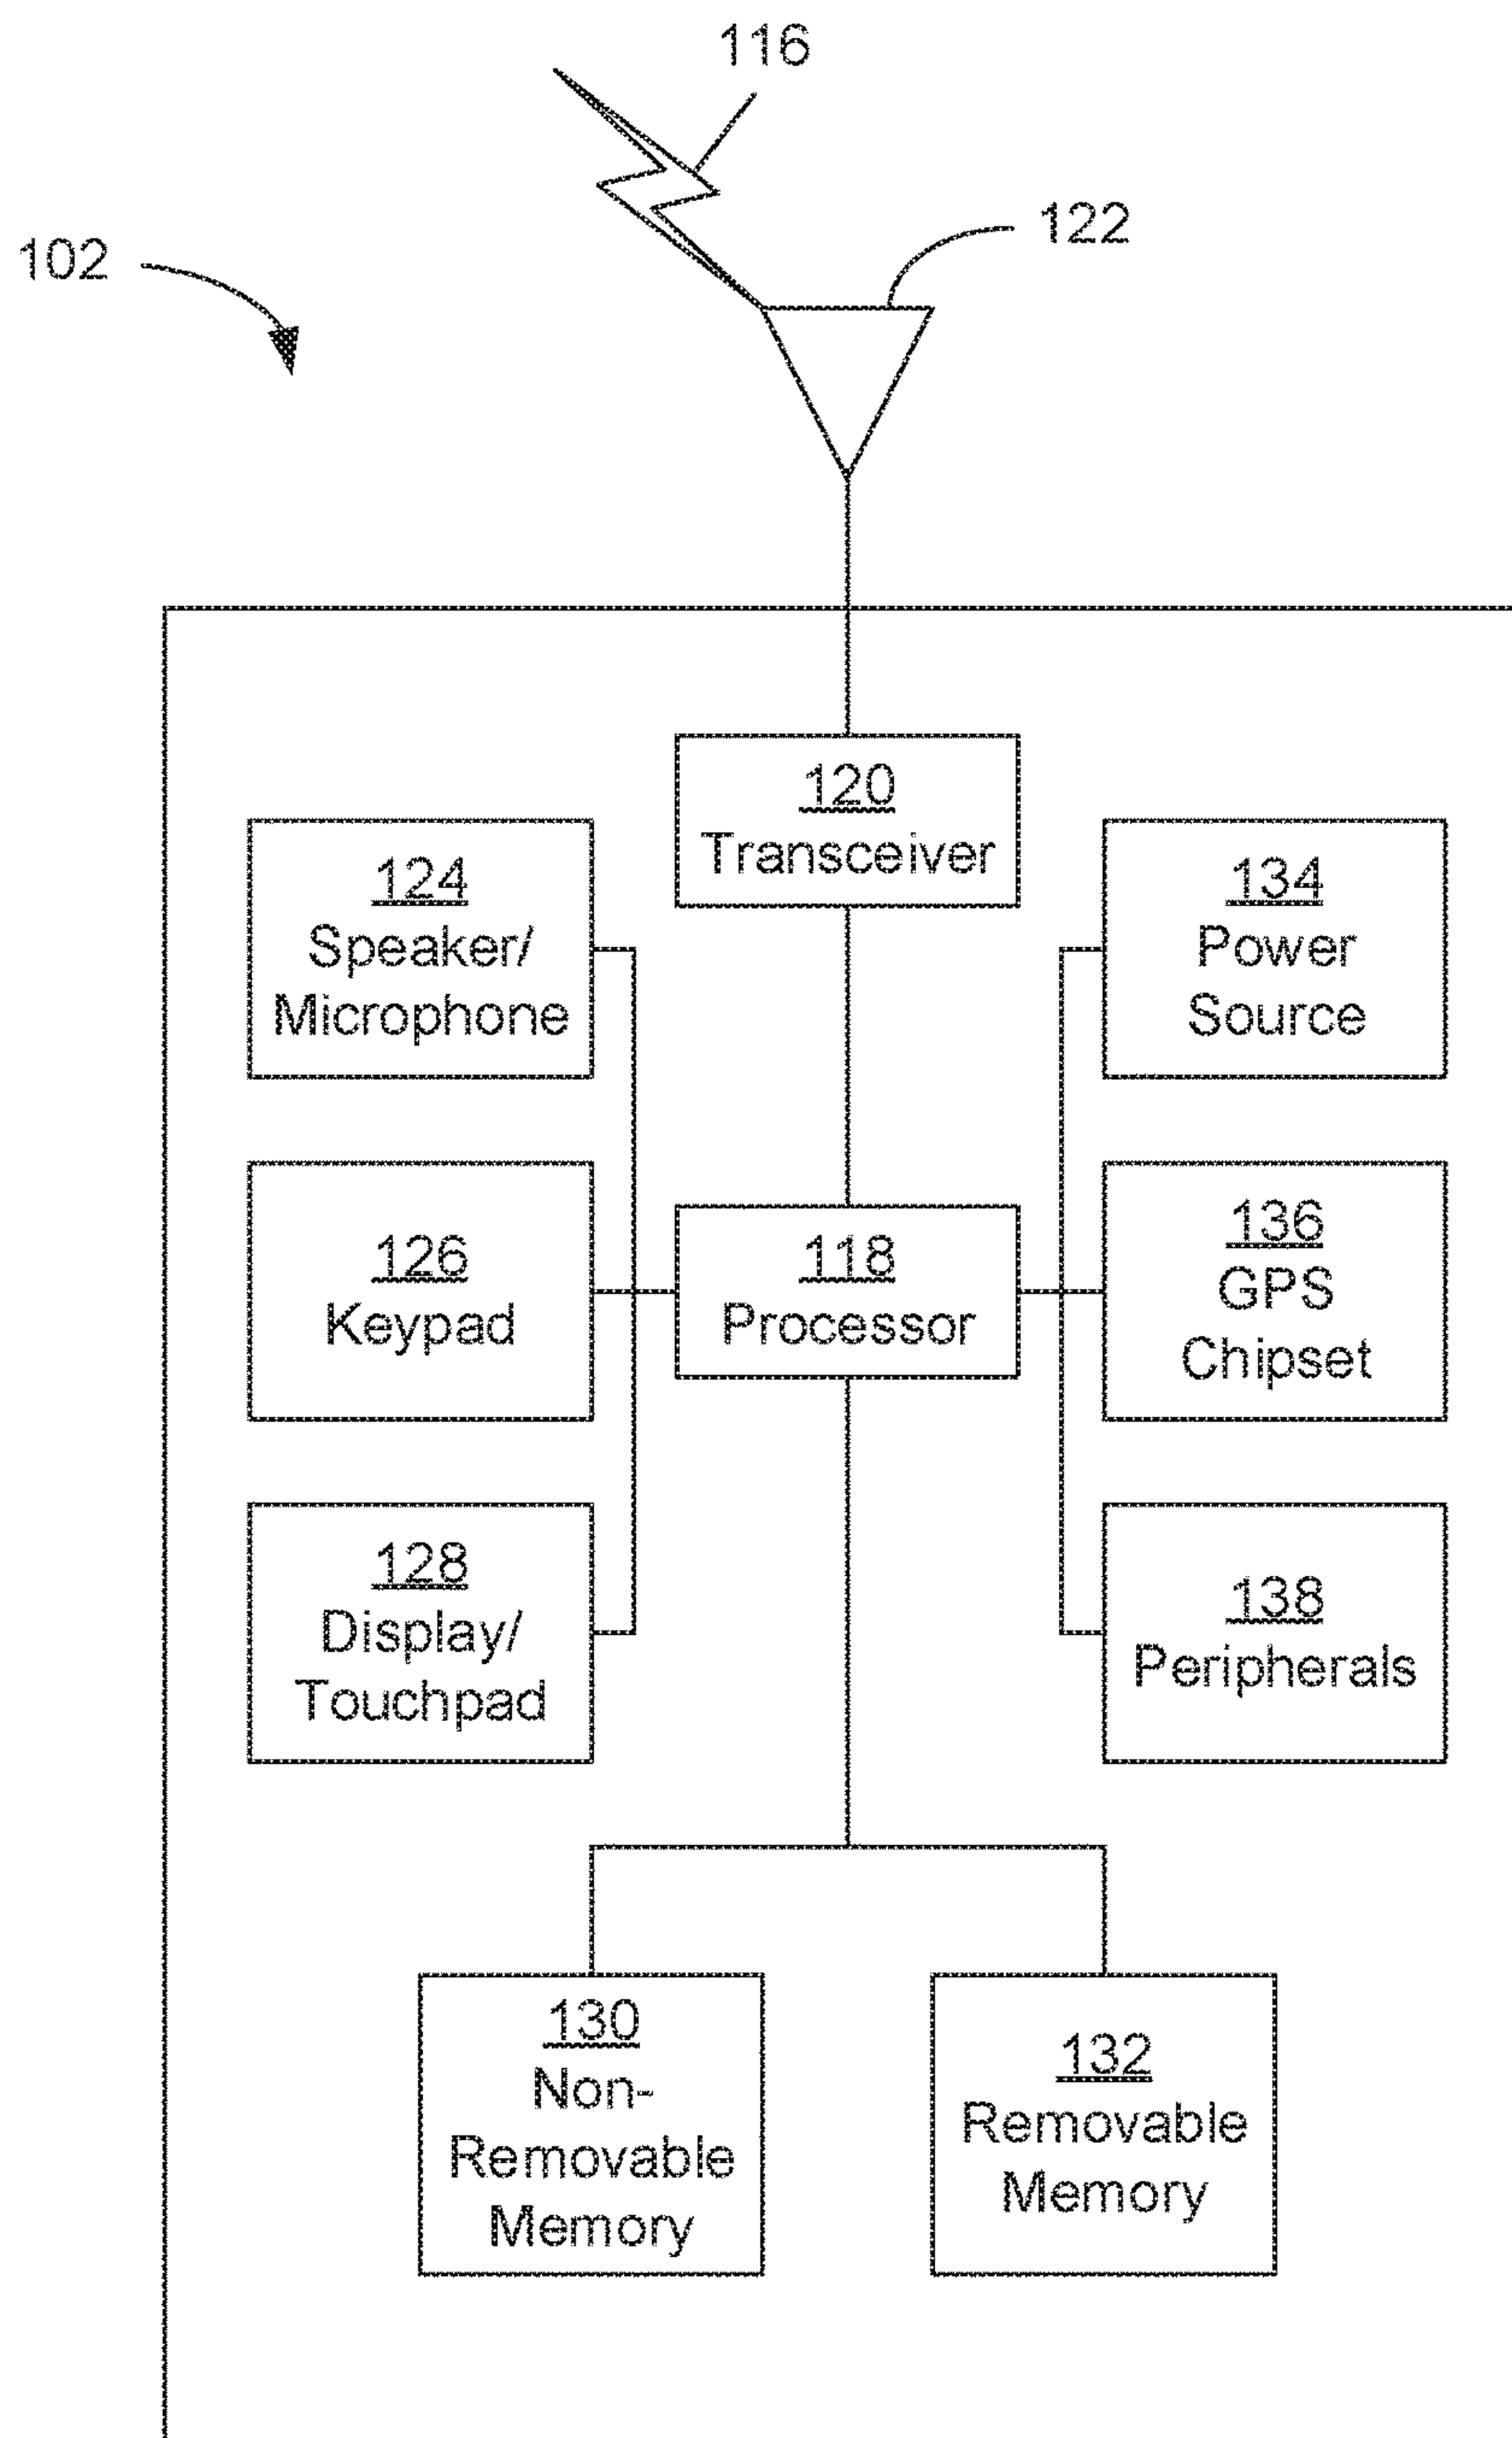 116
122
102
120
Transceiver
124
Speaker/
Microphone
134
Power
Source
126
Keypad
118
Processor
136
GPS
Chipset
128
Display/
Touchpad
138
Peripherals
130
Non-
Removable
Memory
132
Removable
Memory